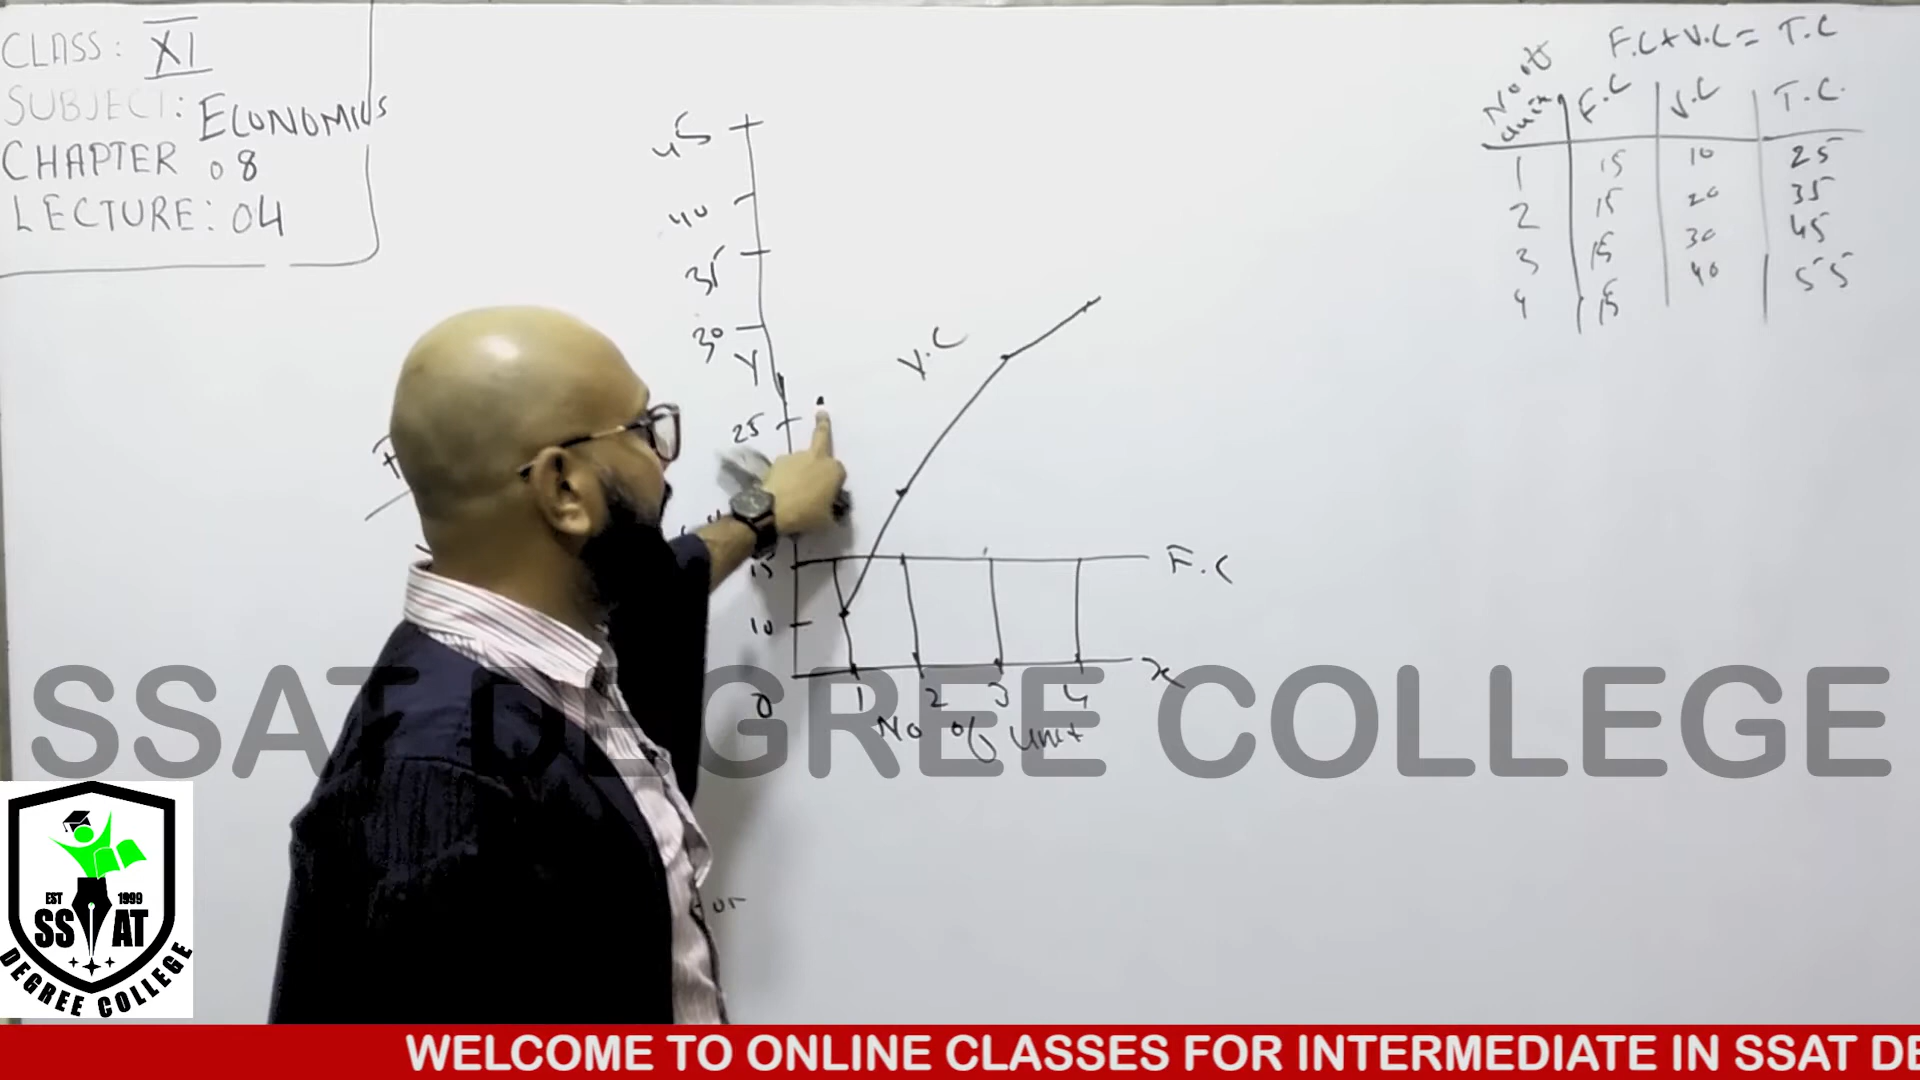 CLASS: XI
SUBJECT: ECONOMICS
CHAPTER 08
LECTURE: 04
F.C + V.C = T.C
No of unit F.C V.C T.C.
1 15 10 25
2 15 20 35
3 15 30 45
4 15 40 55
45
40
35
30
Y
25
15
10
0
V.C
F.C
1 2 3 4 x
No of unit
SSAT DEGREE COLLEGE
EST 1999
SSAT
DEGREE COLLEGE
WELCOME TO ONLINE CLASSES FOR INTERMEDIATE IN SSAT DE